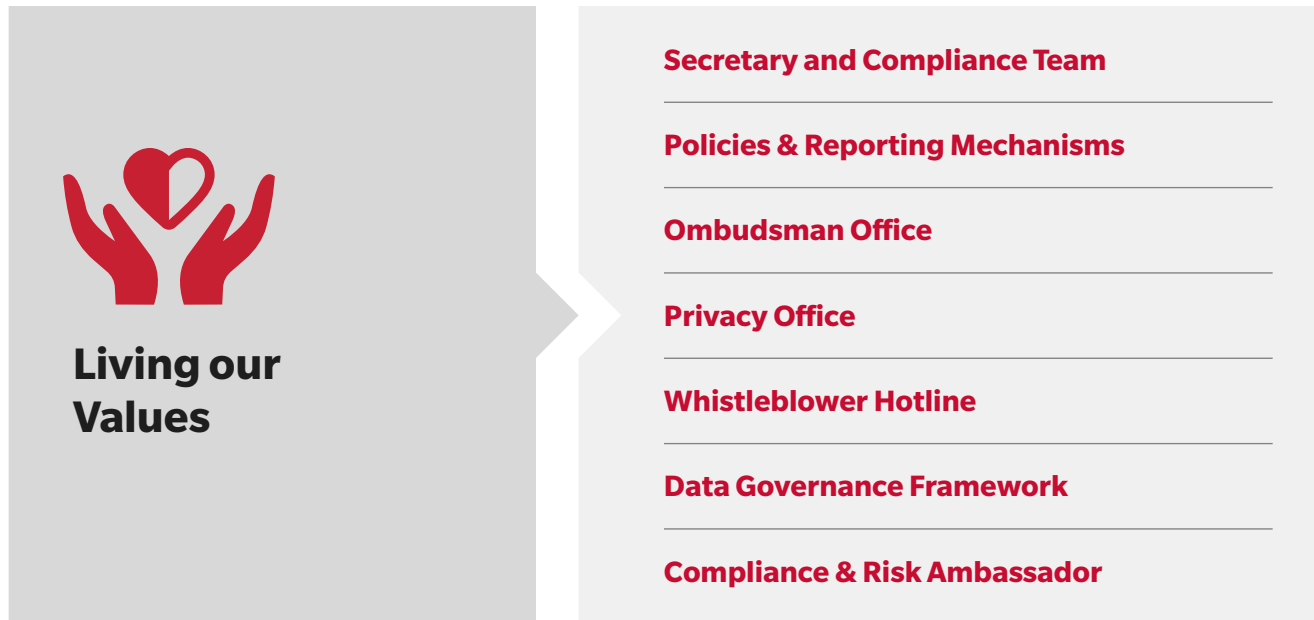 Living our
Values
Secretary and Compliance Team
Policies & Reporting Mechanisms
Ombudsman Office
Privacy Office
Whistleblower Hotline
Data Governance Framework
Compliance & Risk Ambassador